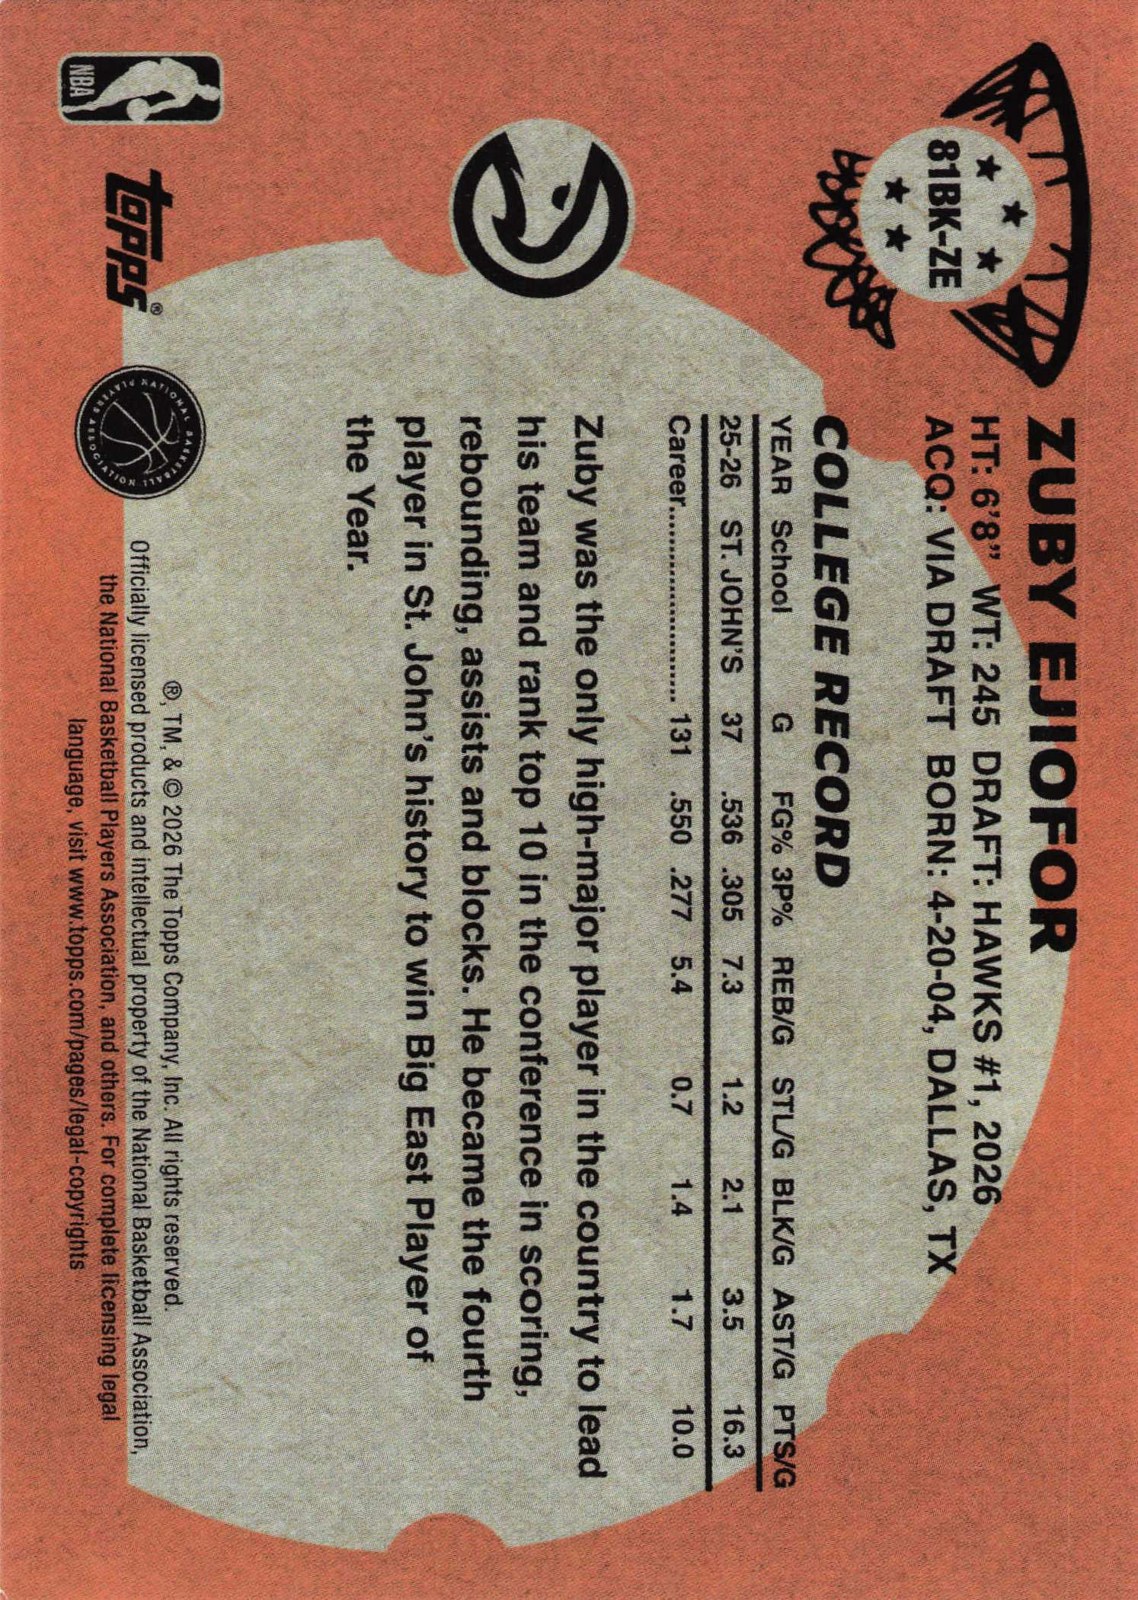 81BK-ZE
ZUBY EJIOFOR
HT: 6'8” WT: 245 DRAFT: HAWKS #1, 2026
ACQ: VIA DRAFT BORN: 4-20-04, DALLAS, TX
COLLEGE RECORD
YEAR School G FG% 3P% REB/G STL/G BLK/G AST/G PTS/G
25-26 ST. JOHN'S 37 .536 .305 7.3 1.2 2.1 3.5 16.3
Career........................ 131 .550 .277 5.4 0.7 1.4 1.7 10.0
Zuby was the only high-major player in the country to lead
his team and rank top 10 in the conference in scoring,
rebounding, assists and blocks. He became the fourth
player in St. John's history to win Big East Player of
the Year.
NBA
topps®
NATIONAL BASKETBALL PLAYERS ASSOCIATION
®, TM, & © 2026 The Topps Company, Inc. All rights reserved.
Officially licensed products and intellectual property of the National Basketball Association,
the National Basketball Players Association, and others. For complete licensing legal
language, visit www.topps.com/pages/legal-copyrights